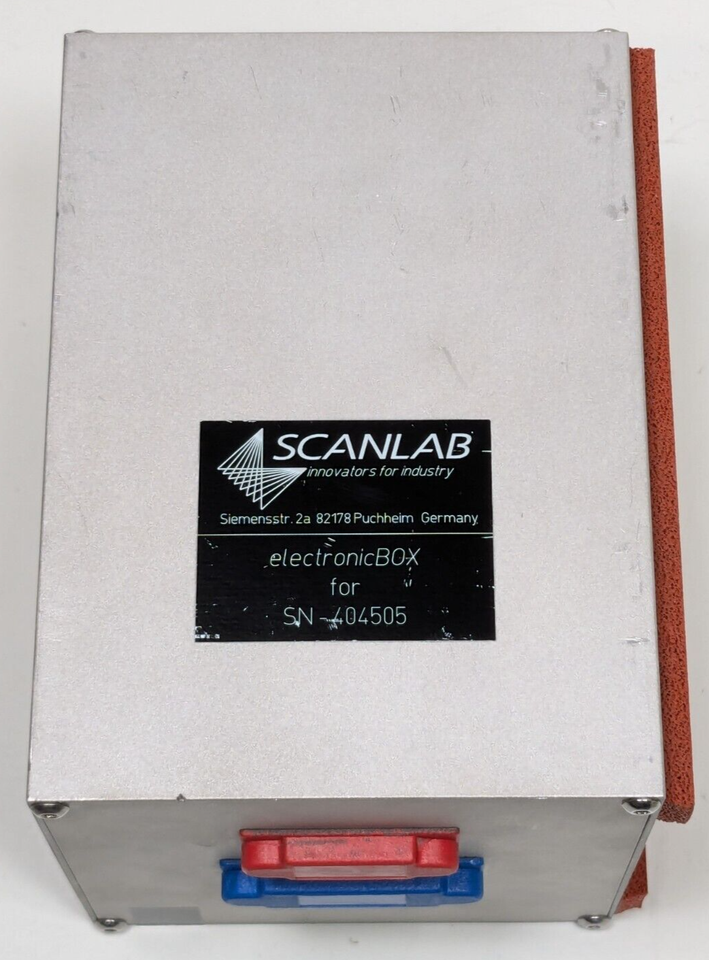 SCANLAB
innovators for industry
Siemensstr. 2a 82178 Puchheim Germany
electronicBOX
for
SN-404505